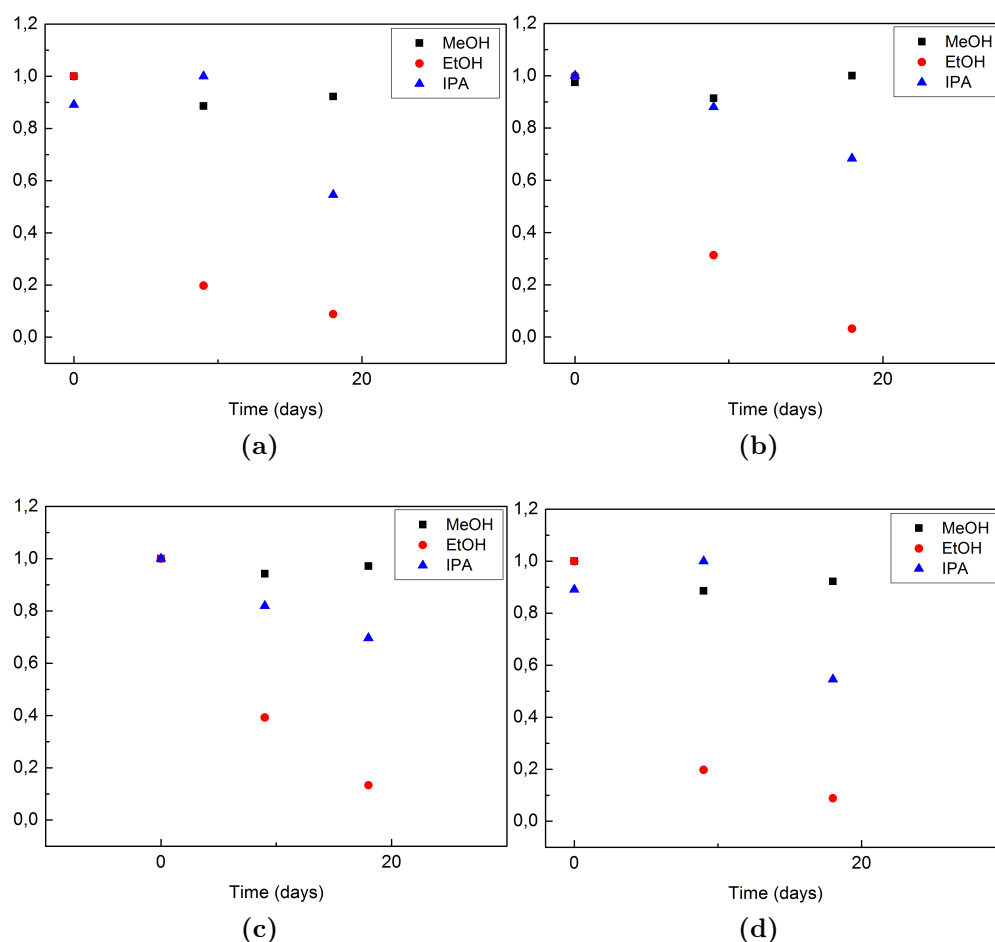 1,2
1,0
0,8
0,6
0,4
0,2
0,0
MeOH
EtOH
IPA
0 20
Time (days)
(a)
1,2
1,0
0,8
0,6
0,4
0,2
0,0
MeOH
EtOH
IPA
0 20
Time (days)
(b)
1,2
1,0
0,8
0,6
0,4
0,2
0,0
MeOH
EtOH
IPA
0 20
Time (days)
(c)
1,2
1,0
0,8
0,6
0,4
0,2
0,0
MeOH
EtOH
IPA
0 20
Time (days)
(d)